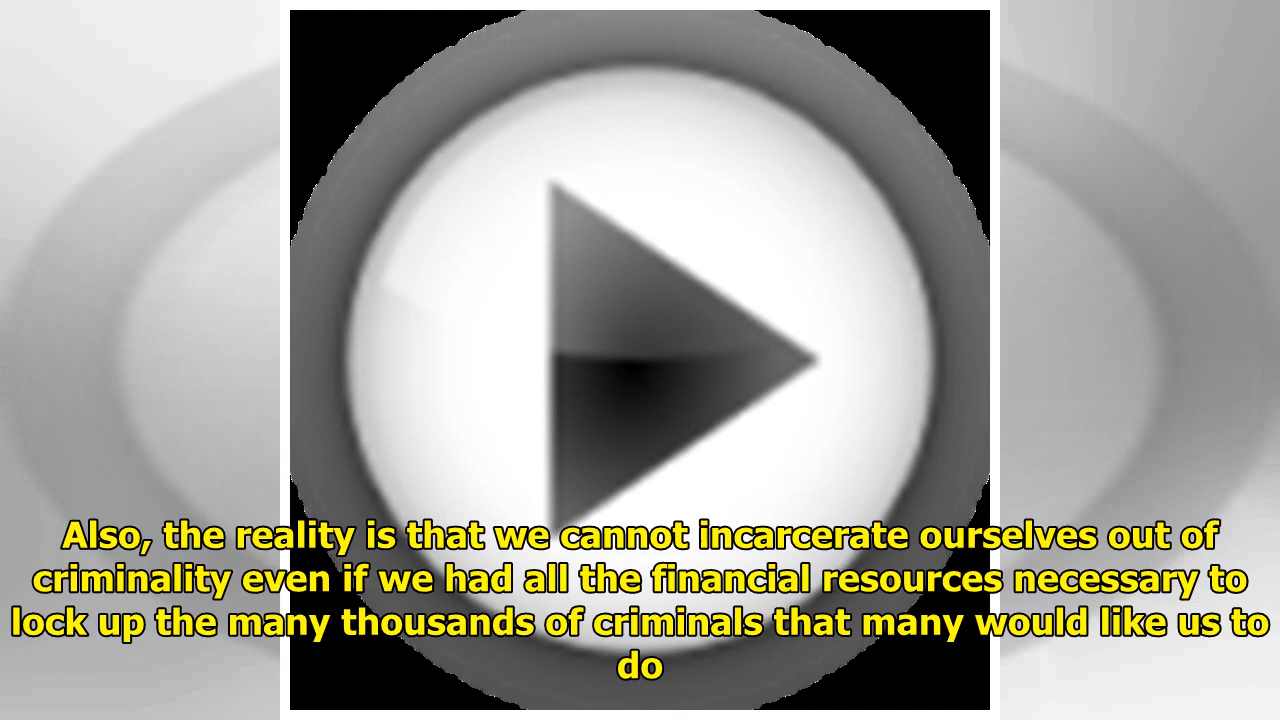 Also, the reality is that we cannot incarcerate ourselves out of
criminality even if we had all the financial resources necessary to
lock up the many thousands of criminals that many would like us to
do